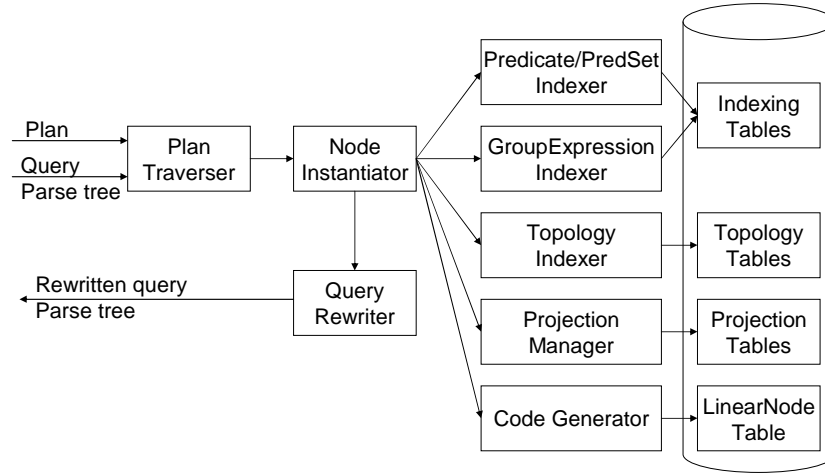 Plan
Query
Parse tree
Plan
Traverser
Node
Instantiator
Rewritten query
Parse tree
Query
Rewriter
Predicate/PredSet
Indexer
GroupExpression
Indexer
Topology
Indexer
Projection
Manager
Code Generator
Indexing
Tables
Topology
Tables
Projection
Tables
LinearNode
Table